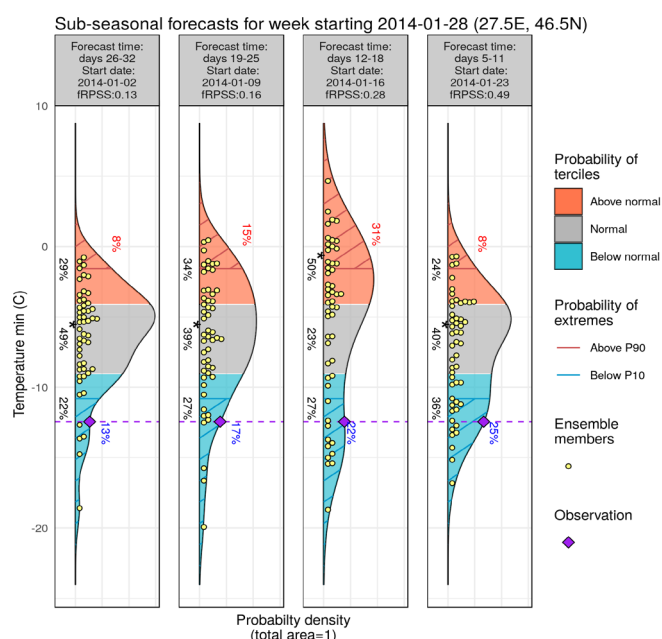 Sub-seasonal forecasts for week starting 2014-01-28 (27.5E, 46.5N)
Forecast time:
days 26-32
Start date:
2014-01-02
fRPSS:0.13
Forecast time:
days 19-25
Start date:
2014-01-09
fRPSS:0.16
Forecast time:
days 12-18
Start date:
2014-01-16
fRPSS:0.28
Forecast time:
days 5-11
Start date:
2014-01-23
fRPSS:0.49
Temperature min (C)
10
0
-10
-20
8%
29%
*
49%
22%
13%
15%
34%
*
39%
27%
17%
31%
*
50%
23%
27%
22%
8%
24%
*
40%
36%
25%
Probabilty density
(total area=1)
Probability of
terciles
Above normal
Normal
Below normal
Probability of
extremes
Above P90
Below P10
Ensemble
members
Observation